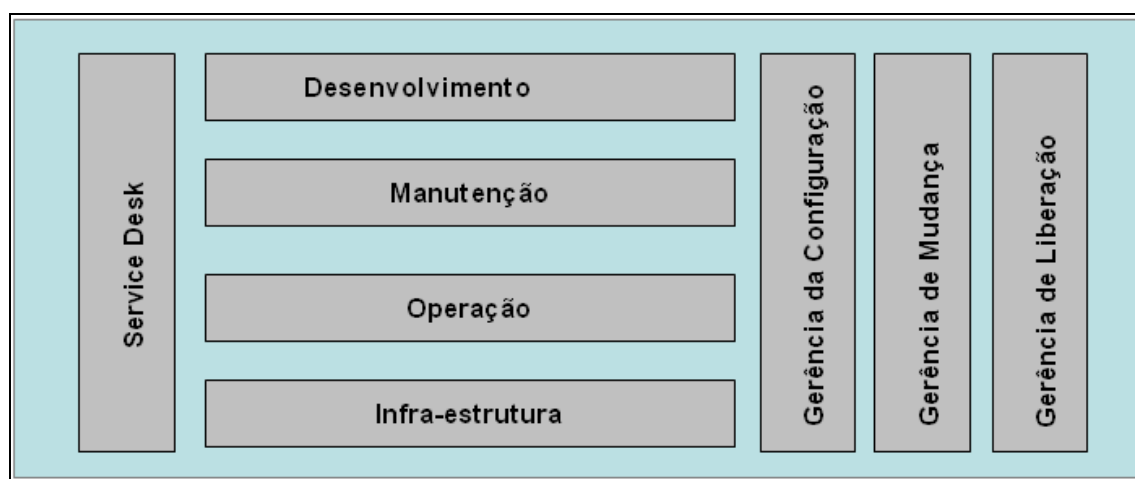 Service Desk
Desenvolvimento
Manutenção
Operação
Infra-estrutura
Gerência da Configuração
Gerência de Mudança
Gerência de Liberação